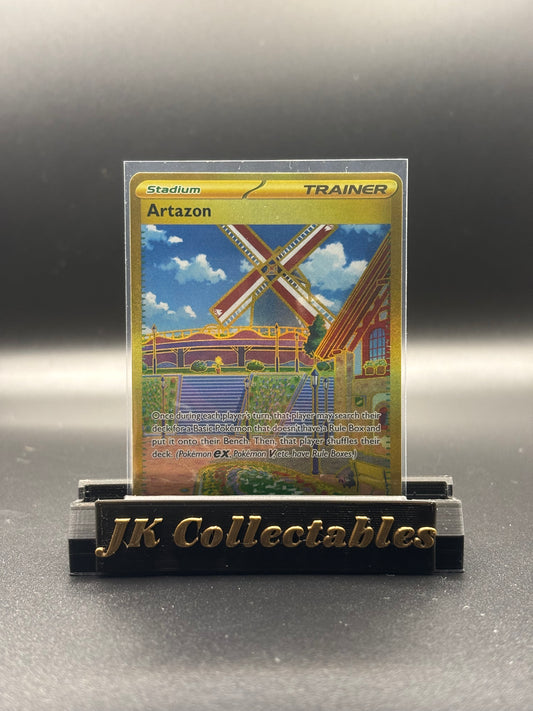 Stadium TRAINER
Artazon
Once during each player's turn, that player may search their
deck for a Basic Pokémon that doesn't have a Rule Box and
put it onto their Bench. Then, that player shuffles their
deck. (Pokémon ex, Pokémon V, etc. have Rule Boxes.)
JK Collectables